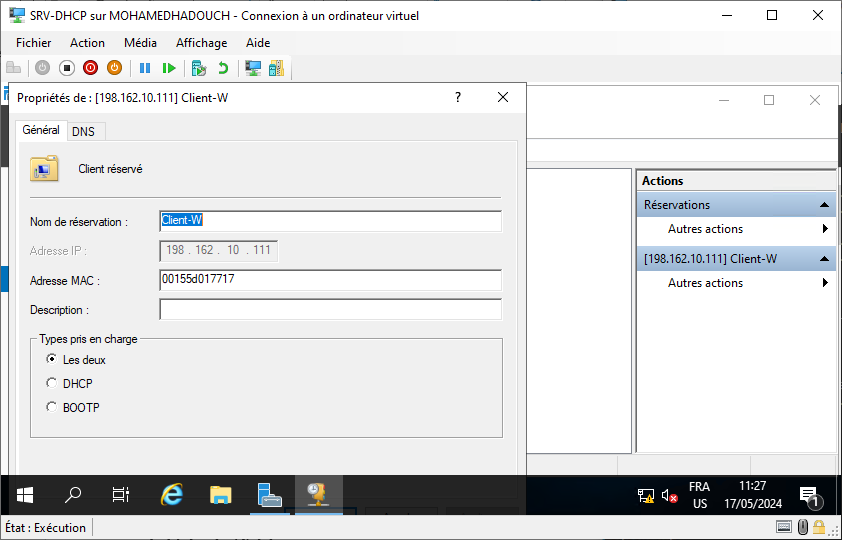 SRV-DHCP sur MOHAMEDHADOUCH - Connexion à un ordinateur virtuel
Fichier Action Média Affichage Aide
Propriétés de : [198.162.10.111] Client-W ?
Général DNS
Client réservé
Nom de réservation : Client-W
Adresse IP : 198 . 162 . 10 . 111
Adresse MAC : 00155d017717
Description :
Types pris en charge
Les deux
DHCP
BOOTP
Actions
Réservations
Autres actions
[198.162.10.111] Client-W
Autres actions
FRA
US
11:27
17/05/2024
1
État : Exécution